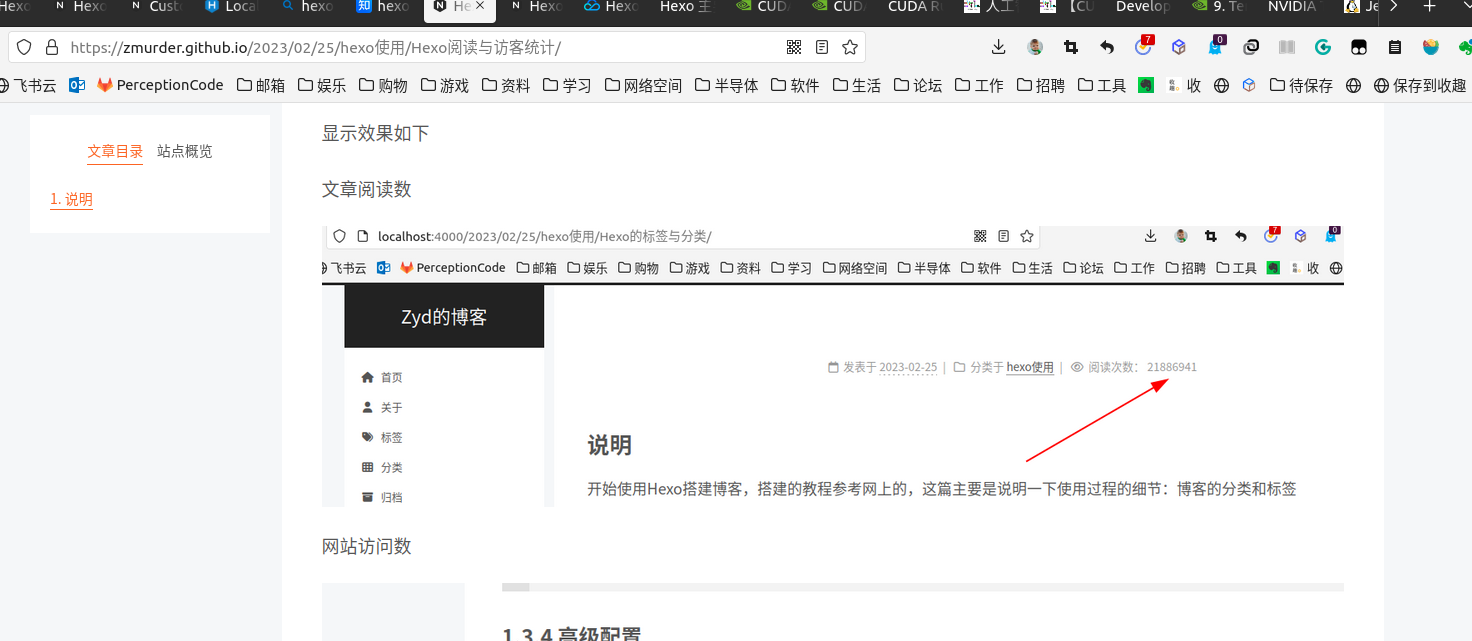 Hexo N Hexo N Cust H Local hexo 知 hexo N He × N Hexo Hexo Hexo 主 CUDA CUDA CUDA R 人工 【CU Develop 9. Te NVIDIA Je
https://zmurder.github.io/2023/02/25/hexo使用/Hexo阅读与访客统计/ 7 0
飞书云 PerceptionCode 邮箱 娱乐 购物 游戏 资料 学习 网络空间 半导体 软件 生活 论坛 工作 招聘 工具 收 待保存 保存到收趣
文章目录 站点概览
1. 说明
显示效果如下
文章阅读数
localhost:4000/2023/02/25/hexo使用/Hexo的标签与分类/ 7 0
飞书云 PerceptionCode 邮箱 娱乐 购物 游戏 资料 学习 网络空间 半导体 软件 生活 论坛 工作 招聘 工具 收
Zyd的博客
首页
关于
标签
分类
归档
发表于 2023-02-25 | 分类于 hexo使用 | 阅读次数： 21886941
说明
开始使用Hexo搭建博客，搭建的教程参考网上的，这篇主要是说明一下使用过程的细节：博客的分类和标签
网站访问数
1.3.4 高级配置